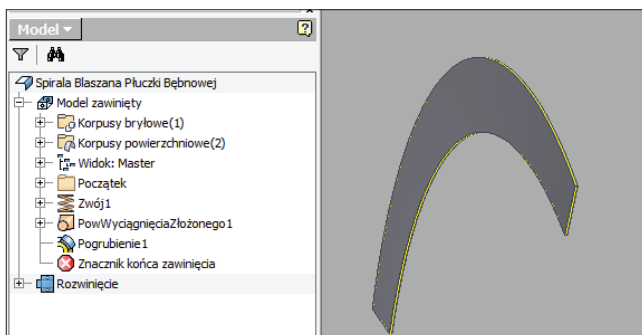 Model
Spirala Blaszana Płuczki Bębnowej
Model zawinięty
Korpusy bryłowe(1)
Korpusy powierzchniowe(2)
Widok: Master
Początek
Zwój1
PowWyciągnięciaZłożonego1
Pogrubienie1
Znacznik końca zawinięcia
Rozwinięcie